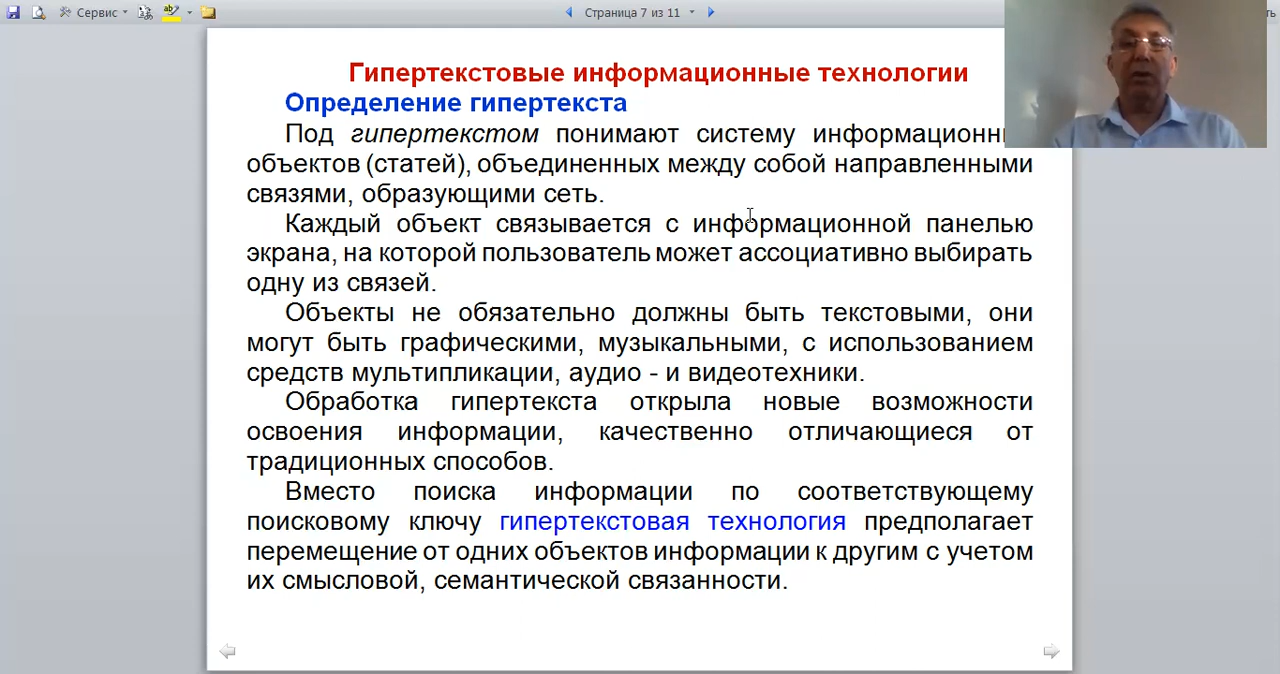 Сервис
Страница 7 из 11
ть
Гипертекстовые информационные технологии
Определение гипертекста
Под гипертекстом понимают систему
объектов (статей), объединенных между собой направленными
связями, образующими сеть.
Каждый объект связывается с информационной панелью
экрана, на которой пользователь может ассоциативно выбирать
одну из связей.
Объекты не обязательно должны быть текстовыми, они
могут быть графическими, музыкальными, с использованием
средств мультипликации, аудио - и видеотехники.
Обработка гипертекста открыла новые возможности
освоения информации, качественно отличающиеся от
традиционных способов.
Вместо поиска информации по соответствующему
поисковому ключу гипертекстовая технология предполагает
перемещение от одних объектов информации к другим с учетом
их смысловой, семантической связанности.